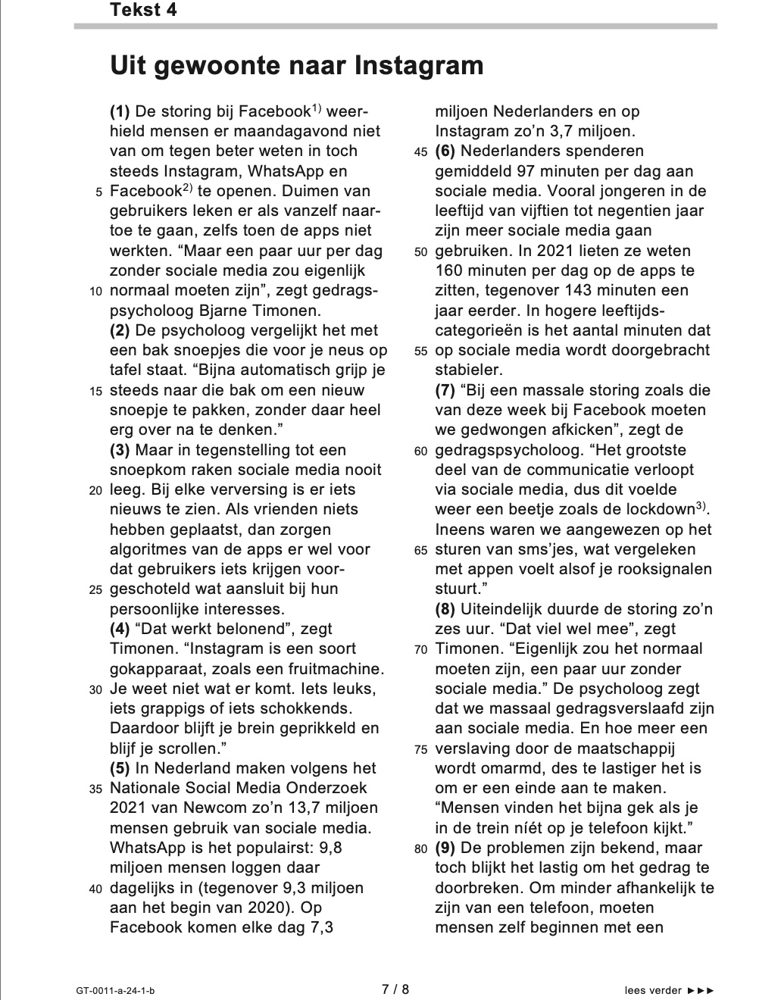 Tekst 4
Uit gewoonte naar Instagram
(1) De storing bij Facebook1) weer-
hield mensen er maandagavond niet
van om tegen beter weten in toch
steeds Instagram, WhatsApp en
5 Facebook2) te openen. Duimen van
gebruikers leken er als vanzelf naar-
toe te gaan, zelfs toen de apps niet
werkten. “Maar een paar uur per dag
zonder sociale media zou eigenlijk
10 normaal moeten zijn”, zegt gedrags-
psycholoog Bjarne Timonen.
(2) De psycholoog vergelijkt het met
een bak snoepjes die voor je neus op
tafel staat. “Bijna automatisch grijp je
15 steeds naar die bak om een nieuw
snoepje te pakken, zonder daar heel
erg over na te denken.”
(3) Maar in tegenstelling tot een
snoepkom raken sociale media nooit
20 leeg. Bij elke verversing is er iets
nieuws te zien. Als vrienden niets
hebben geplaatst, dan zorgen
algoritmes van de apps er wel voor
dat gebruikers iets krijgen voor-
25 geschoteld wat aansluit bij hun
persoonlijke interesses.
(4) “Dat werkt belonend”, zegt
Timonen. “Instagram is een soort
gokapparaat, zoals een fruitmachine.
30 Je weet niet wat er komt. Iets leuks,
iets grappigs of iets schokkends.
Daardoor blijft je brein geprikkeld en
blijf je scrollen.”
(5) In Nederland maken volgens het
35 Nationale Social Media Onderzoek
2021 van Newcom zo’n 13,7 miljoen
mensen gebruik van sociale media.
WhatsApp is het populairst: 9,8
miljoen mensen loggen daar
40 dagelijks in (tegenover 9,3 miljoen
aan het begin van 2020). Op
Facebook komen elke dag 7,3
miljoen Nederlanders en op
Instagram zo’n 3,7 miljoen.
45 (6) Nederlanders spenderen
gemiddeld 97 minuten per dag aan
sociale media. Vooral jongeren in de
leeftijd van vijftien tot negentien jaar
zijn meer sociale media gaan
50 gebruiken. In 2021 lieten ze weten
160 minuten per dag op de apps te
zitten, tegenover 143 minuten een
jaar eerder. In hogere leeftijds-
categorieën is het aantal minuten dat
55 op sociale media wordt doorgebracht
stabieler.
(7) “Bij een massale storing zoals die
van deze week bij Facebook moeten
we gedwongen afkicken”, zegt de
60 gedragspsycholoog. “Het grootste
deel van de communicatie verloopt
via sociale media, dus dit voelde
weer een beetje zoals de lockdown3).
Ineens waren we aangewezen op het
65 sturen van sms’jes, wat vergeleken
met appen voelt alsof je rooksignalen
stuurt.”
(8) Uiteindelijk duurde de storing zo’n
zes uur. “Dat viel wel mee”, zegt
70 Timonen. “Eigenlijk zou het normaal
moeten zijn, een paar uur zonder
sociale media.” De psycholoog zegt
dat we massaal gedragsverslaafd zijn
aan sociale media. En hoe meer een
75 verslaving door de maatschappij
wordt omarmd, des te lastiger het is
om er een einde aan te maken.
“Mensen vinden het bijna gek als je
in de trein níét op je telefoon kijkt.”
80 (9) De problemen zijn bekend, maar
toch blijkt het lastig om het gedrag te
doorbreken. Om minder afhankelijk te
zijn van een telefoon, moeten
mensen zelf beginnen met een
GT-0011-a-24-1-b
7 / 8
lees verder ►►►